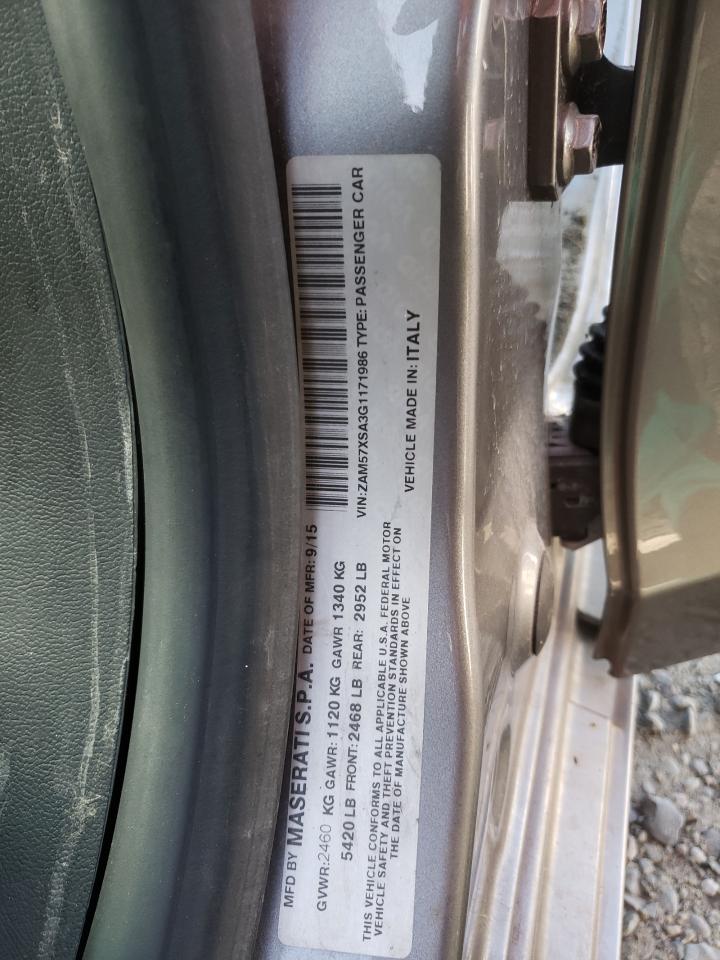 MFD BY MASERATI S.P.A. DATE OF MFR: 9/15
GVWR:2460 KG GAWR: 1120 KG GAWR 1340 KG
5420 LB FRONT: 2468 LB REAR: 2952 LB
THIS VEHICLE CONFORMS TO ALL APPLICABLE U.S.A. FEDERAL MOTOR
VEHICLE SAFETY AND THEFT PREVENTION STANDARDS IN EFFECT ON
THE DATE OF MANUFACTURE SHOWN ABOVE
VIN:ZAM57XSA3G1171986 TYPE: PASSENGER CAR
VEHICLE MADE IN: ITALY